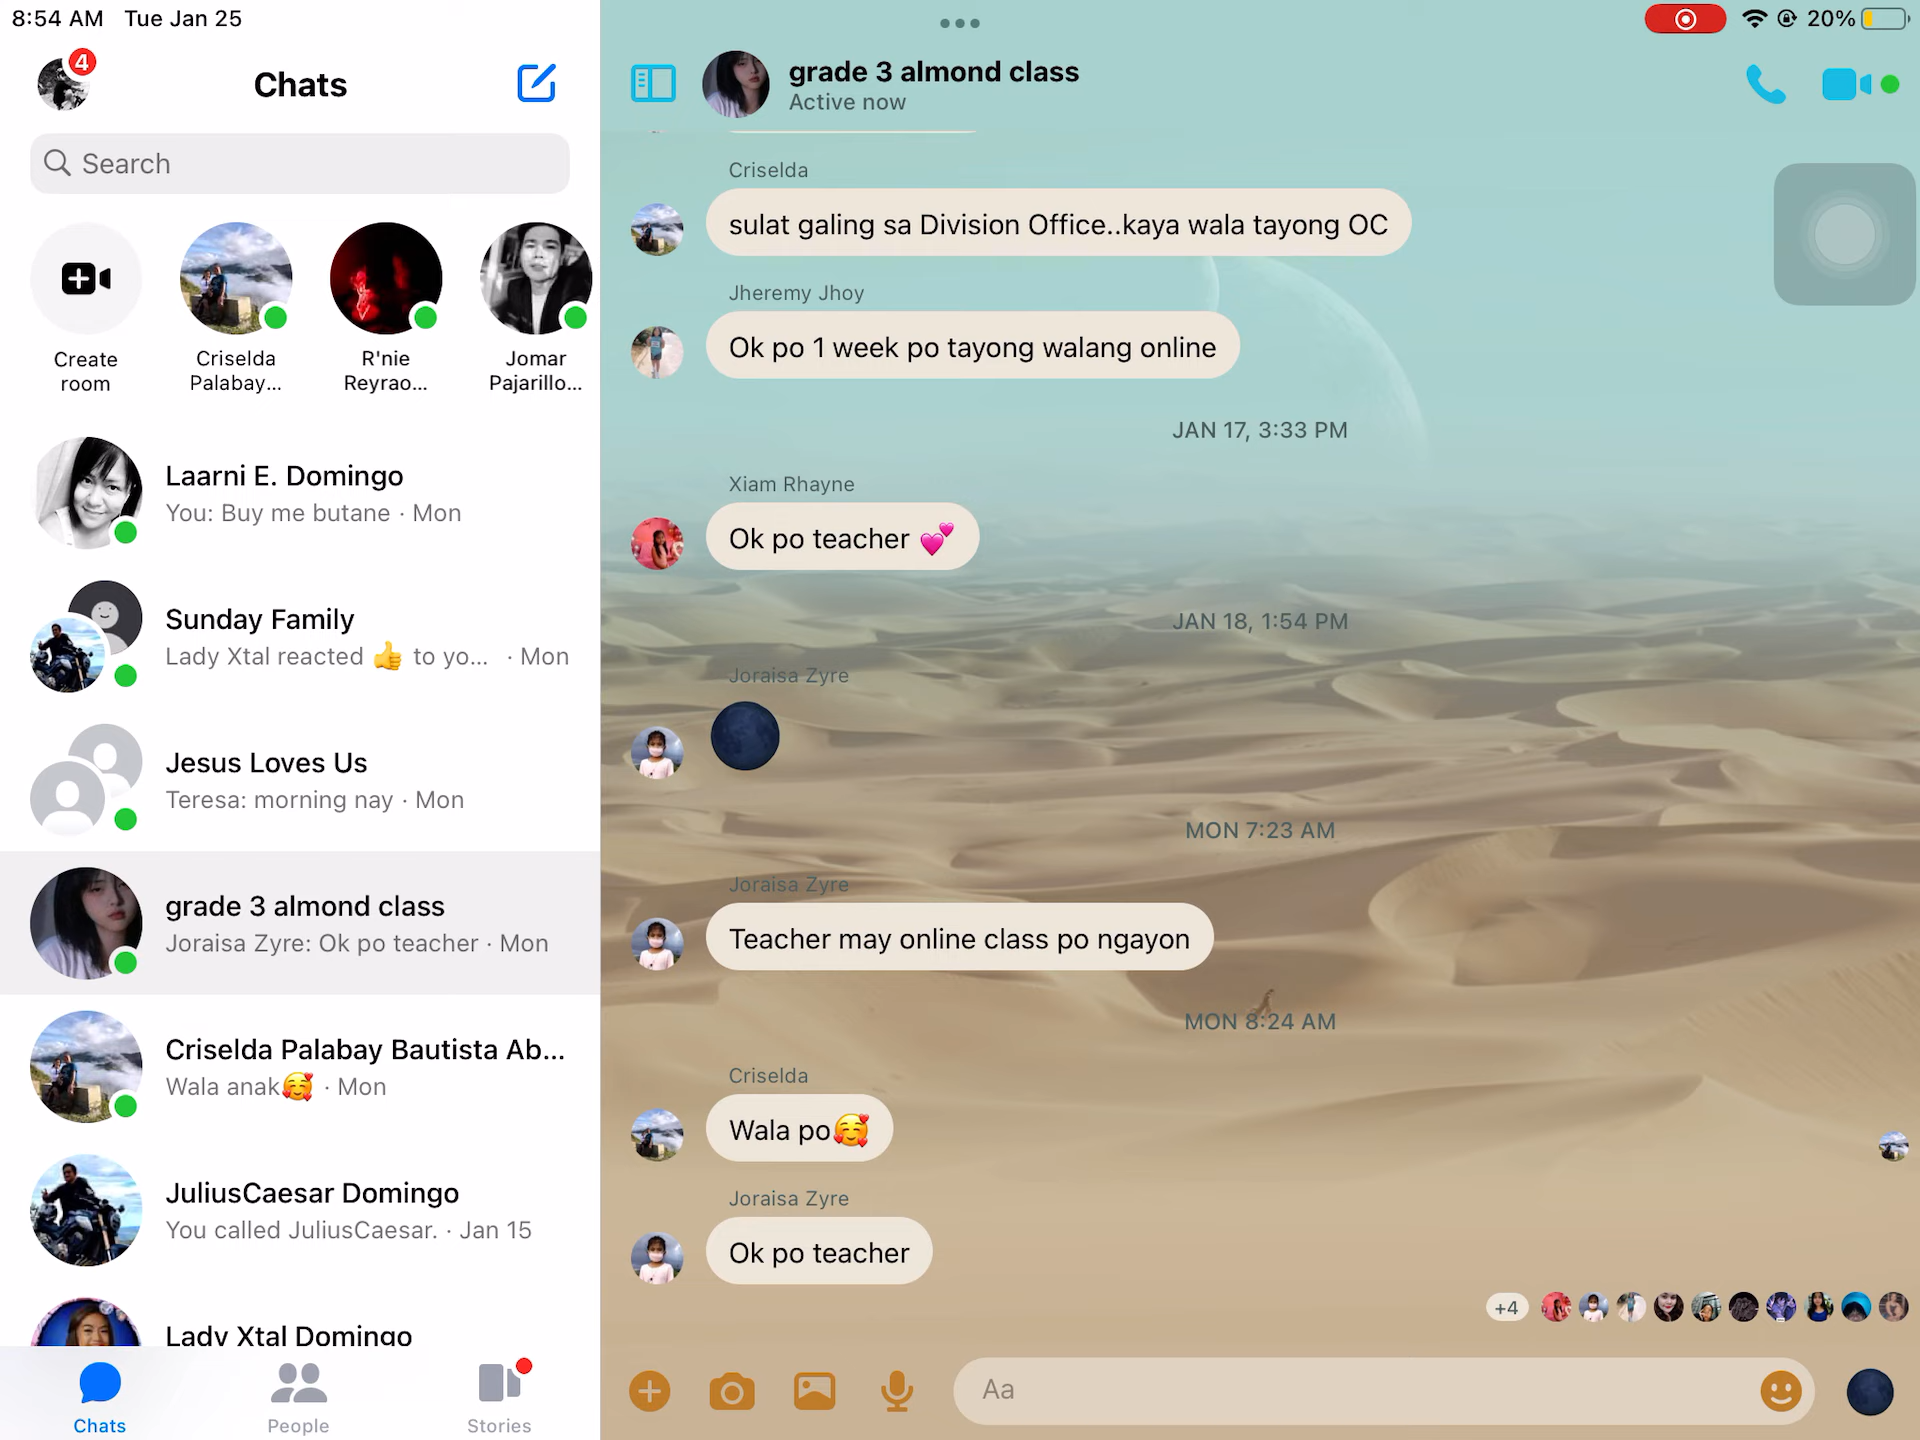 8:54 AM Tue Jan 25
20%
4
Chats
Search
Create room
Criselda Palabay...
R'nie Reyrao...
Jomar Pajarillo...
Laarni E. Domingo
You: Buy me butane · Mon
Sunday Family
Lady Xtal reacted 👍 to yo... · Mon
Jesus Loves Us
Teresa: morning nay · Mon
grade 3 almond class
Joraisa Zyre: Ok po teacher · Mon
Criselda Palabay Bautista Ab...
Wala anak🥰 · Mon
JuliusCaesar Domingo
You called JuliusCaesar. · Jan 15
Lady Xtal Domingo
Chats
People
Stories
grade 3 almond class
Active now
Criselda
sulat galing sa Division Office..kaya wala tayong OC
Jheremy Jhoy
Ok po 1 week po tayong walang online
JAN 17, 3:33 PM
Xiam Rhayne
Ok po teacher 💕
JAN 18, 1:54 PM
Joraisa Zyre
MON 7:23 AM
Joraisa Zyre
Teacher may online class po ngayon
MON 8:24 AM
Criselda
Wala po🥰
Joraisa Zyre
Ok po teacher
+4
Aa